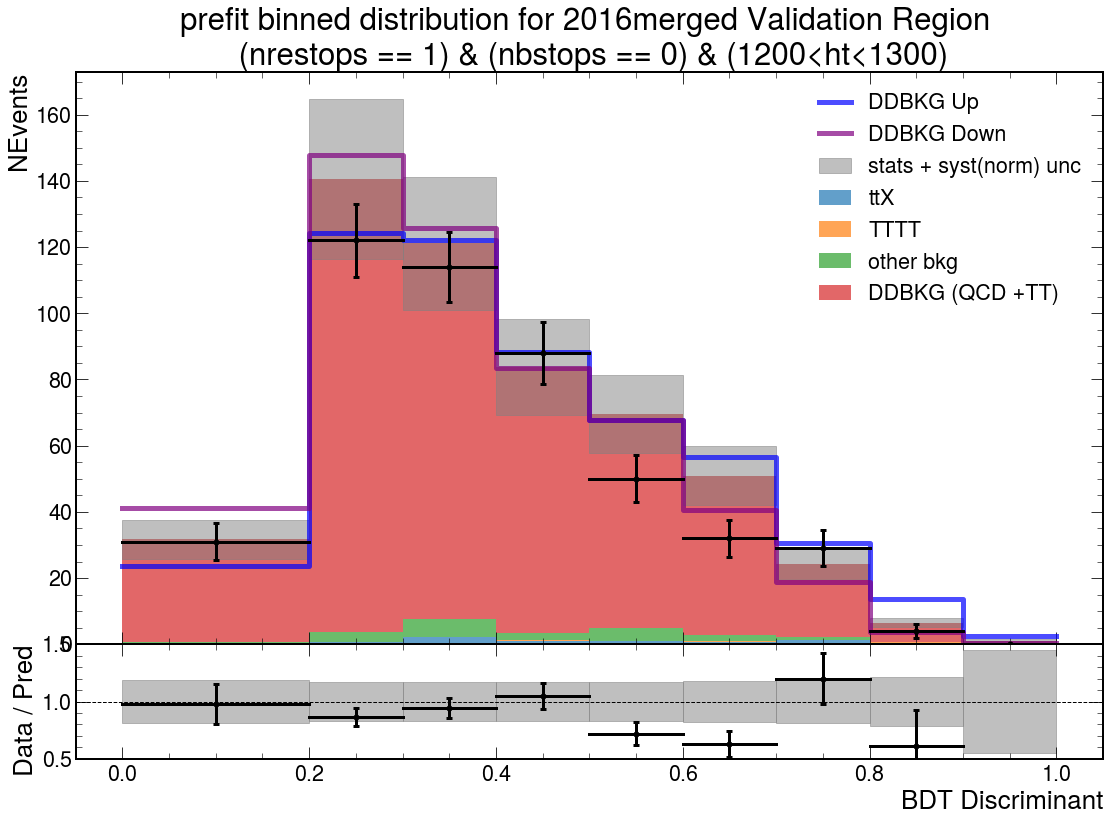 prefit binned distribution for 2016merged Validation Region
(nrestops == 1) & (nbstops == 0) & (1200<ht<1300)
NEvents
160
140
120
100
80
60
40
20
0
DDBKG Up
DDBKG Down
stats + syst(norm) unc
ttX
TTTT
other bkg
DDBKG (QCD +TT)
Data / Pred
1.5
1.0
0.5
0.0 0.2 0.4 0.6 0.8 1.0
BDT Discriminant